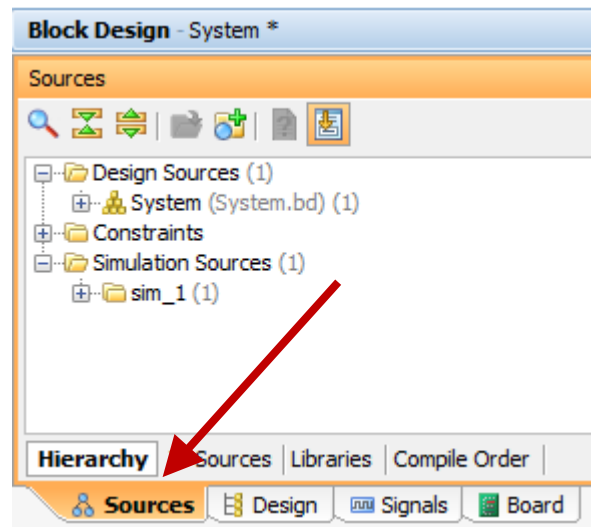 Block Design - System *
Sources
Design Sources (1)
System (System.bd) (1)
Constraints
Simulation Sources (1)
sim_1 (1)
Hierarchy Sources Libraries Compile Order
Sources Design Signals Board